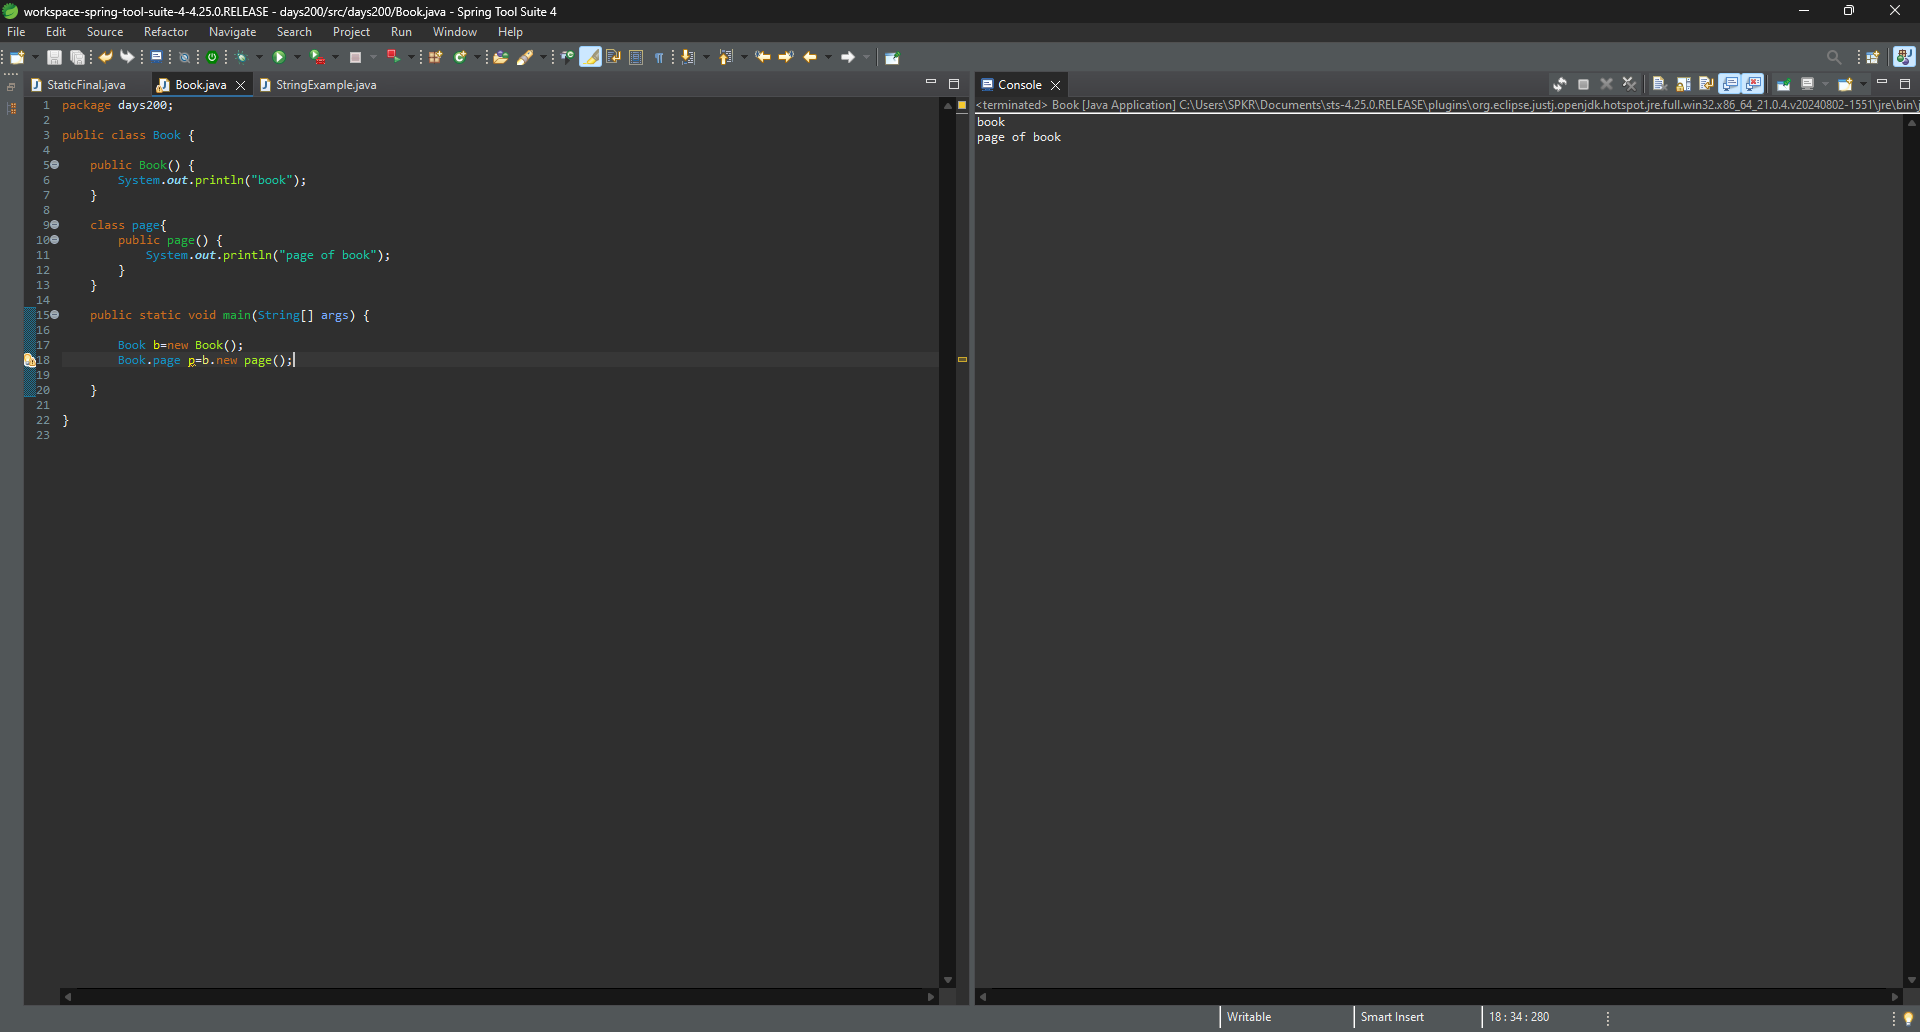 workspace-spring-tool-suite-4-4.25.0.RELEASE - days200/src/days200/Book.java - Spring Tool Suite 4
File Edit Source Refactor Navigate Search Project Run Window Help
StaticFinal.java Book.java StringExample.java
1 package days200;
2
3 public class Book {
4
5 public Book() {
6 System.out.println("book");
7 }
8
9 class page{
10 public page() {
11 System.out.println("page of book");
12 }
13 }
14
15 public static void main(String[] args) {
16
17 Book b=new Book();
18 Book.page p=b.new page();
19
20 }
21
22 }
23
Console
<terminated> Book [Java Application] C:\Users\SPKR\Documents\sts-4.25.0.RELEASE\plugins\org.eclipse.justj.openjdk.hotspot.jre.full.win32.x86_64_21.0.4.v20240802-1551\jre\bin\
book
page of book
Writable Smart Insert 18 : 34 : 280